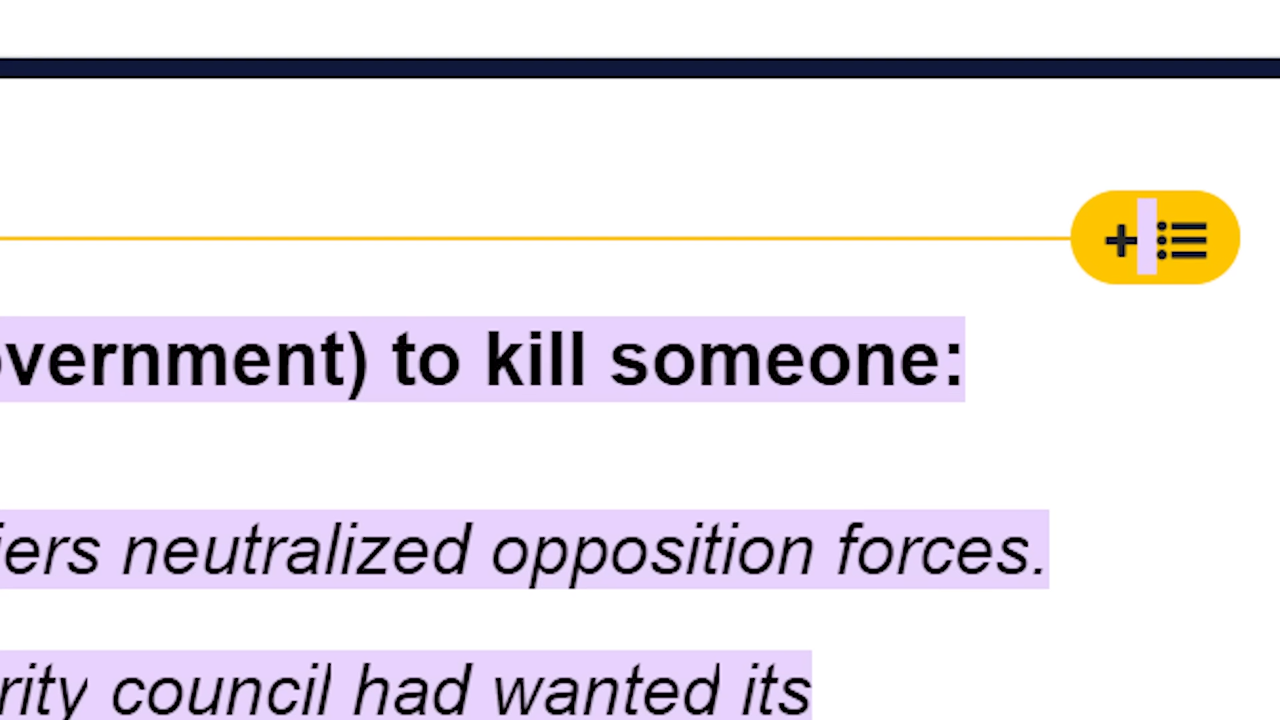 overnment) to kill someone:
iers neutralized opposition forces.
rity council had wanted its